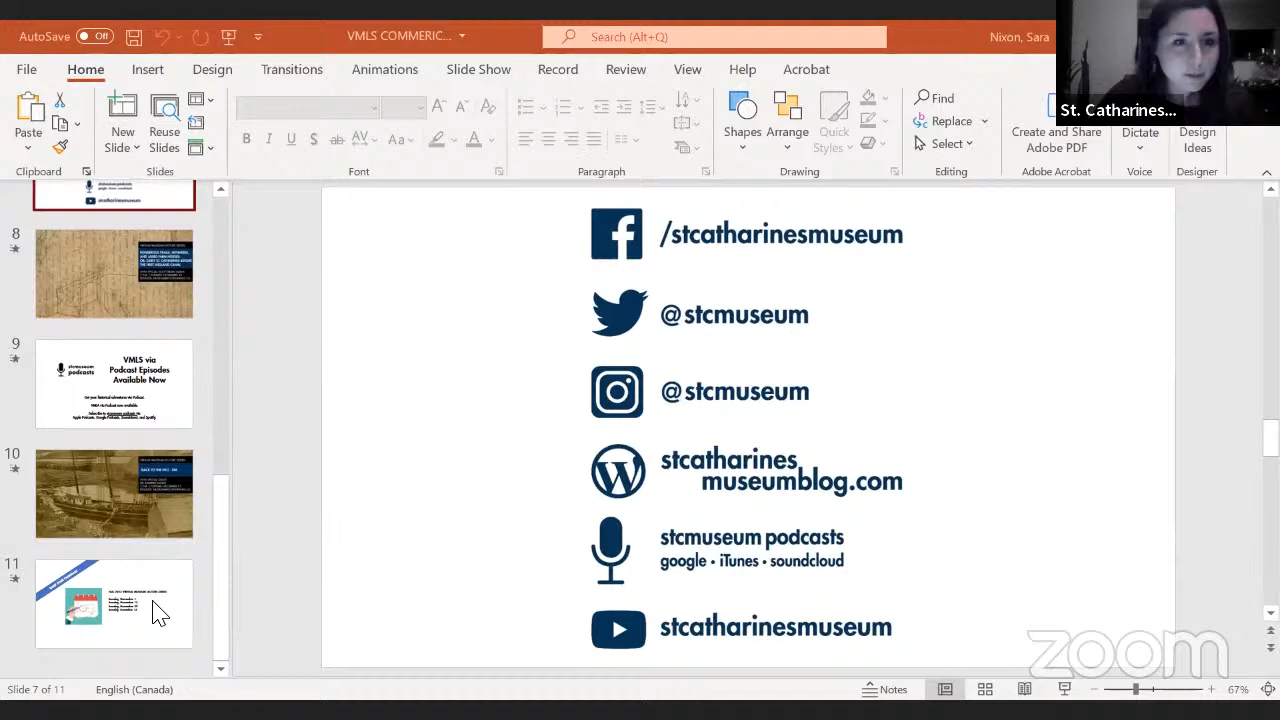 AutoSave Off VMLS COMMERIC... Search (Alt+Q) Nixon, Sara
File Home Insert Design Transitions Animations Slide Show Record Review View Help Acrobat
St. Catharines...
Paste New Slide Reuse Slides Shapes Arrange Quick Styles Find Replace Select Create and Share Adobe PDF Dictate Design Ideas
Clipboard Slides Font Paragraph Drawing Editing Adobe Acrobat Voice Designer
/stcatharinesmuseum
@stcmuseum
@stcmuseum
stcatharines
museumblog.com
stcmuseum podcasts
google • iTunes • soundcloud
stcatharinesmuseum
stcatharinesmuseum
8
9
stcmuseum
podcasts
VMLS via
Podcast Episodes
Available Now
10
11
zoom
Slide 7 of 11 English (Canada) Notes 67%